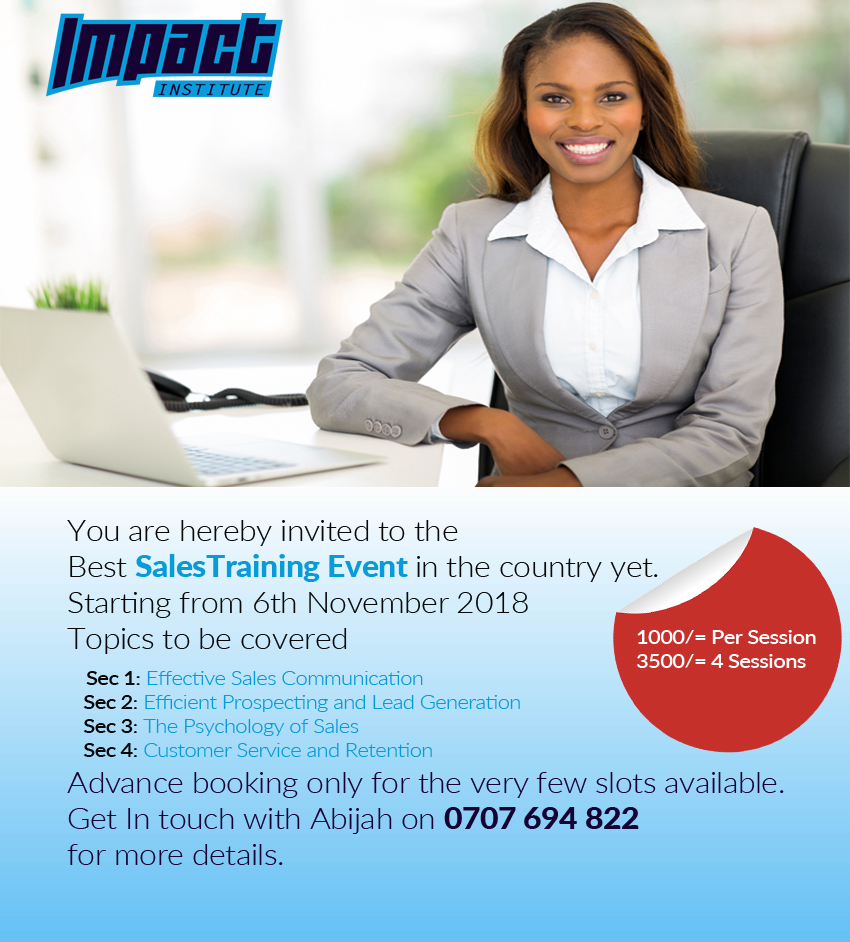 Impact
INSTITUTE
You are hereby invited to the
Best SalesTraining Event in the country yet.
Starting from 6th November 2018
Topics to be covered
Sec 1: Effective Sales Communication
Sec 2: Efficient Prospecting and Lead Generation
Sec 3: The Psychology of Sales
Sec 4: Customer Service and Retention
1000/= Per Session
3500/= 4 Sessions
Advance booking only for the very few slots available.
Get In touch with Abijah on 0707 694 822
for more details.